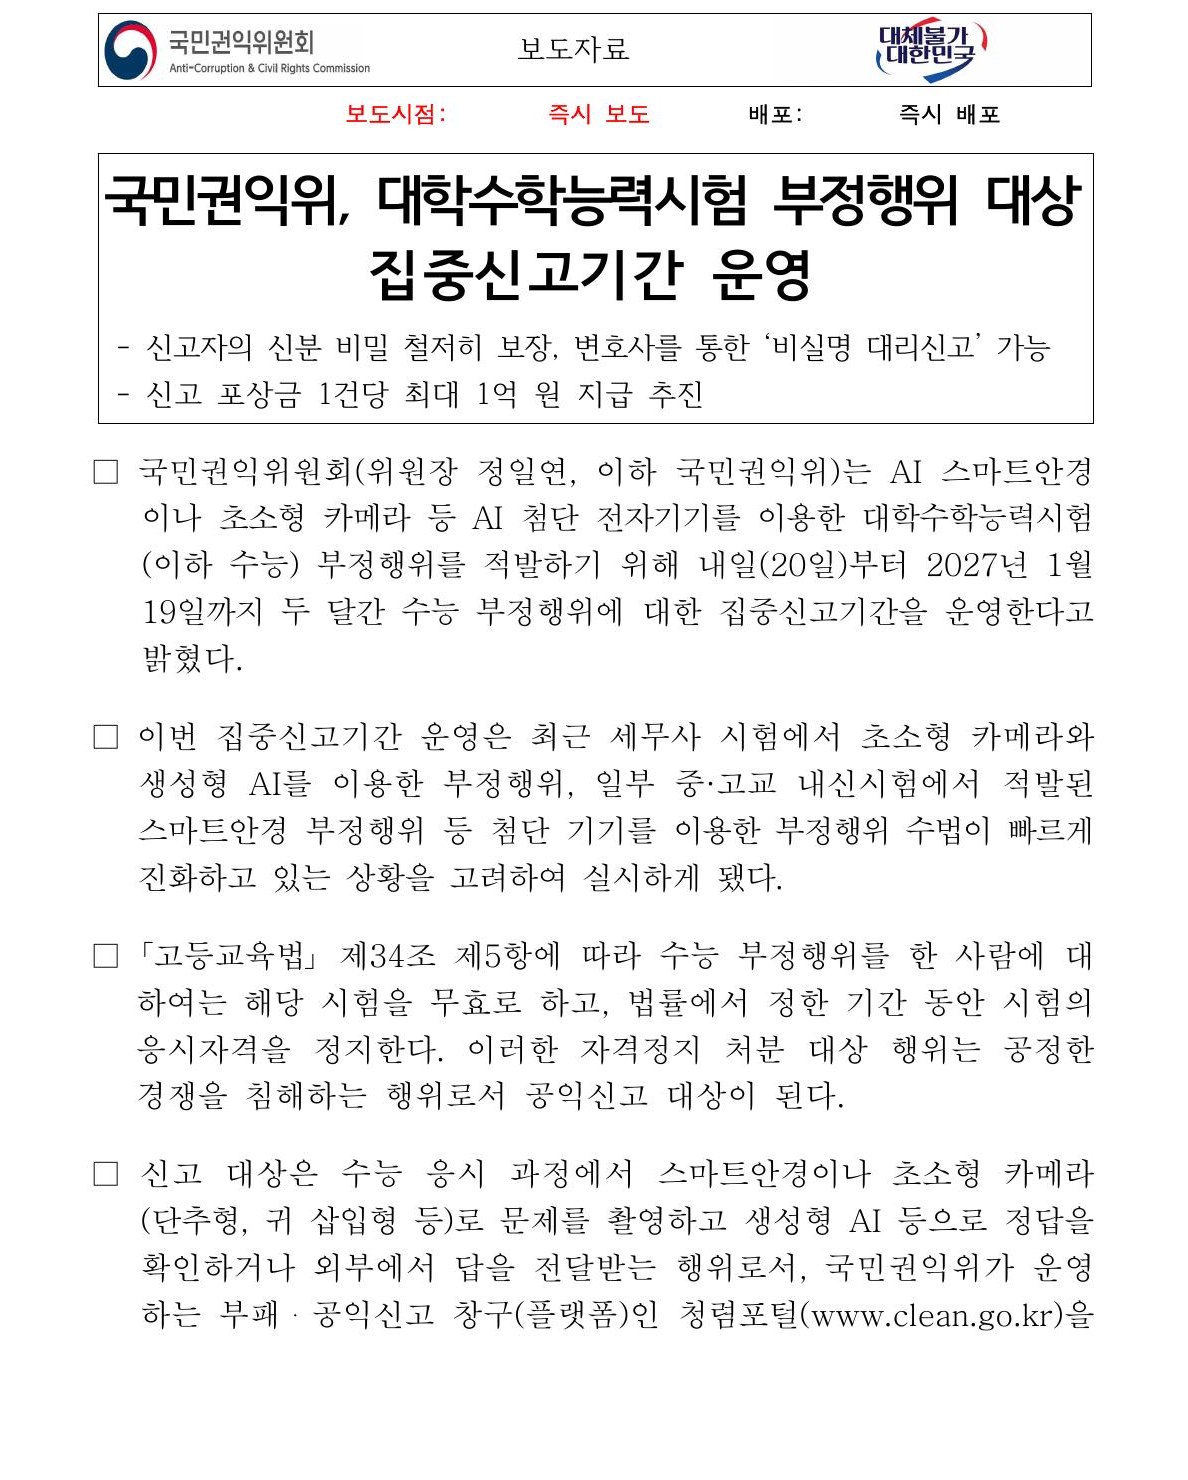 국민권익위원회
Anti-Corruption & Civil Rights Commission
보도자료
대체불가
대한민국
보도시점: 즉시 보도 배포: 즉시 배포
국민권익위, 대학수학능력시험 부정행위 대상
집중신고기간 운영
- 신고자의 신분 비밀 철저히 보장, 변호사를 통한 ‘비실명 대리신고’ 가능
- 신고 포상금 1건당 최대 1억 원 지급 추진
□ 국민권익위원회(위원장 정일연, 이하 국민권익위)는 AI 스마트안경
이나 초소형 카메라 등 AI 첨단 전자기기를 이용한 대학수학능력시험
(이하 수능) 부정행위를 적발하기 위해 내일(20일)부터 2027년 1월
19일까지 두 달간 수능 부정행위에 대한 집중신고기간을 운영한다고
밝혔다.
□ 이번 집중신고기간 운영은 최근 세무사 시험에서 초소형 카메라와
생성형 AI를 이용한 부정행위, 일부 중·고교 내신시험에서 적발된
스마트안경 부정행위 등 첨단 기기를 이용한 부정행위 수법이 빠르게
진화하고 있는 상황을 고려하여 실시하게 됐다.
□ 「고등교육법」 제34조 제5항에 따라 수능 부정행위를 한 사람에 대
하여는 해당 시험을 무효로 하고, 법률에서 정한 기간 동안 시험의
응시자격을 정지한다. 이러한 자격정지 처분 대상 행위는 공정한
경쟁을 침해하는 행위로서 공익신고 대상이 된다.
□ 신고 대상은 수능 응시 과정에서 스마트안경이나 초소형 카메라
(단추형, 귀 삽입형 등)로 문제를 촬영하고 생성형 AI 등으로 정답을
확인하거나 외부에서 답을 전달받는 행위로서, 국민권익위가 운영
하는 부패·공익신고 창구(플랫폼)인 청렴포털(www.clean.go.kr)을